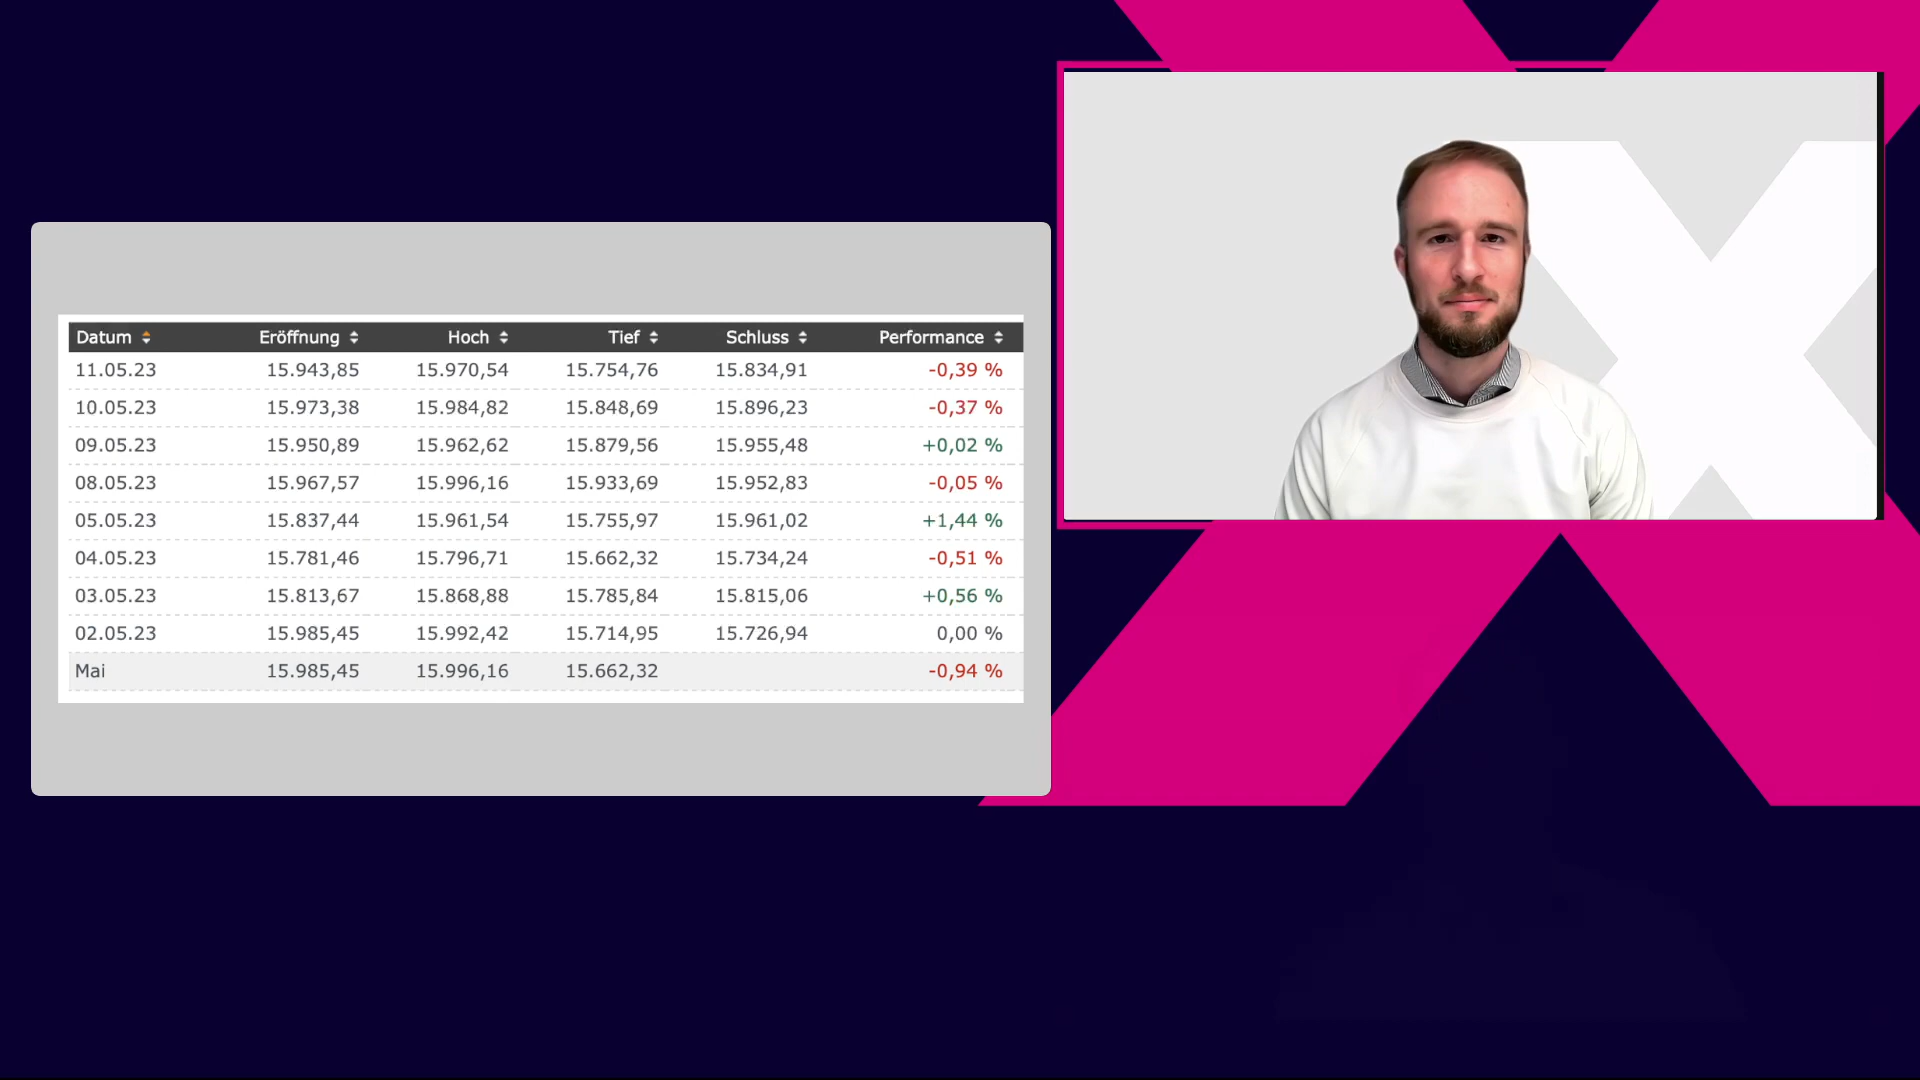 Datum Eröffnung Hoch Tief Schluss Performance
11.05.23 15.943,85 15.970,54 15.754,76 15.834,91 -0,39 %
10.05.23 15.973,38 15.984,82 15.848,69 15.896,23 -0,37 %
09.05.23 15.950,89 15.962,62 15.879,56 15.955,48 +0,02 %
08.05.23 15.967,57 15.996,16 15.933,69 15.952,83 -0,05 %
05.05.23 15.837,44 15.961,54 15.755,97 15.961,02 +1,44 %
04.05.23 15.781,46 15.796,71 15.662,32 15.734,24 -0,51 %
03.05.23 15.813,67 15.868,88 15.785,84 15.815,06 +0,56 %
02.05.23 15.985,45 15.992,42 15.714,95 15.726,94 0,00 %
Mai 15.985,45 15.996,16 15.662,32 -0,94 %